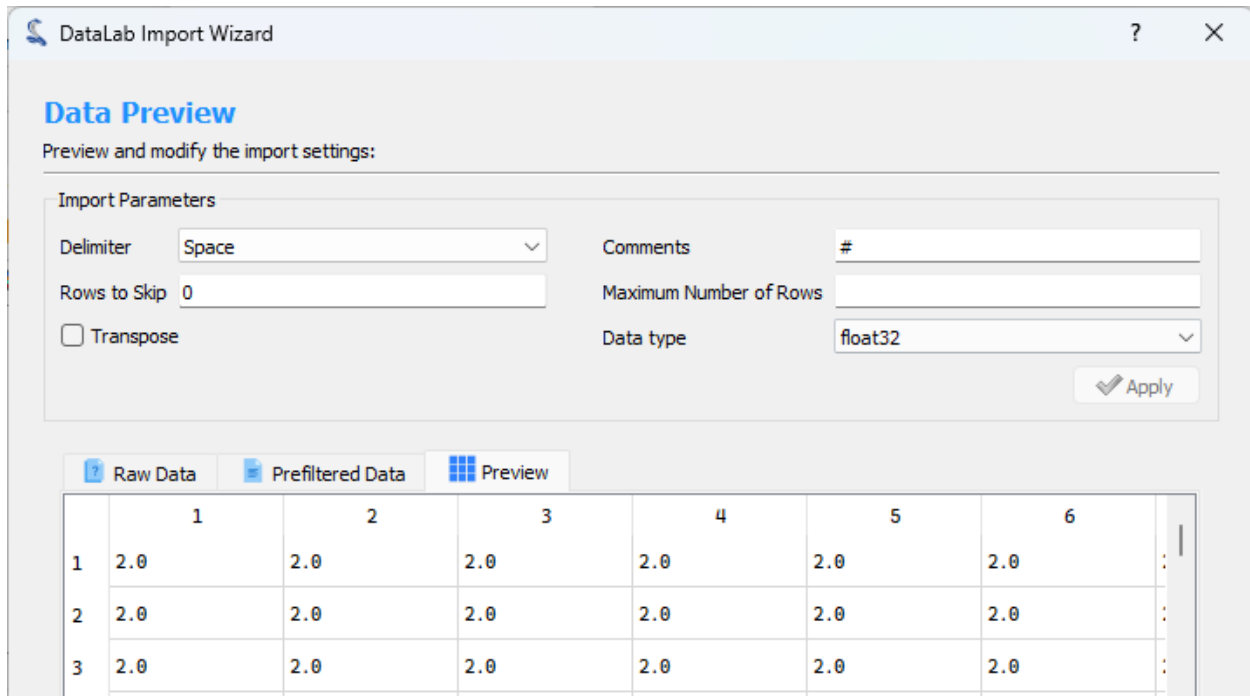 DataLab Import Wizard ?
Data Preview
Preview and modify the import settings:
Import Parameters
Delimiter Space Comments #
Rows to Skip 0 Maximum Number of Rows
Transpose Data type float32
Apply
Raw Data Prefiltered Data Preview
1 2 3 4 5 6
1 2.0 2.0 2.0 2.0 2.0 2.0
2 2.0 2.0 2.0 2.0 2.0 2.0
3 2.0 2.0 2.0 2.0 2.0 2.0